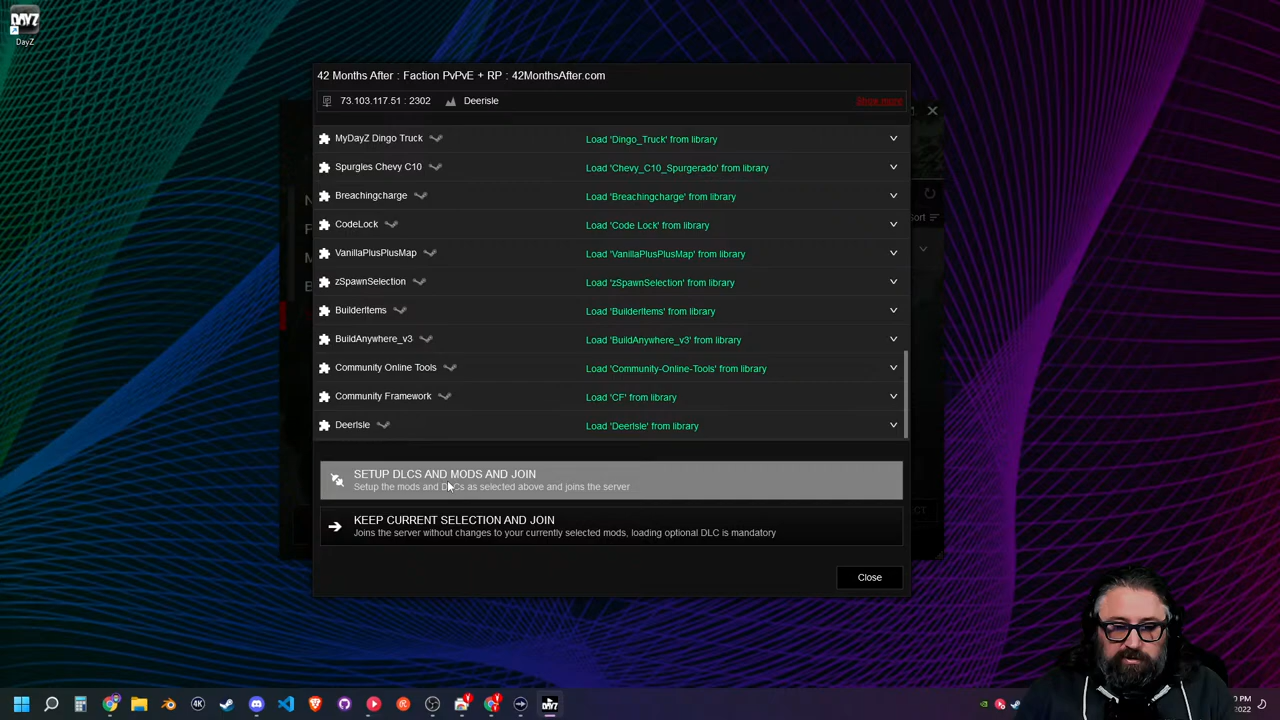 DAYZ
DayZ
42 Months After : Faction PvPvE + RP : 42MonthsAfter.com
73.103.117.51 : 2302 Deerisle Show more
MyDayZ Dingo Truck Load 'Dingo_Truck' from library
Spurgles Chevy C10 Load 'Chevy_C10_Spurgerado' from library
Breachingcharge Load 'Breachingcharge' from library
CodeLock Load 'Code Lock' from library
VanillaPlusPlusMap Load 'VanillaPlusPlusMap' from library
zSpawnSelection Load 'zSpawnSelection' from library
BuilderItems Load 'BuilderItems' from library
BuildAnywhere_v3 Load 'BuildAnywhere_v3' from library
Community Online Tools Load 'Community-Online-Tools' from library
Community Framework Load 'CF' from library
DeerIsle Load 'DeerIsle' from library
SETUP DLCS AND MODS AND JOIN
Setup the mods and DLCs as selected above and joins the server
KEEP CURRENT SELECTION AND JOIN
Joins the server without changes to your currently selected mods, loading optional DLC is mandatory
Close
4K
DAYZ